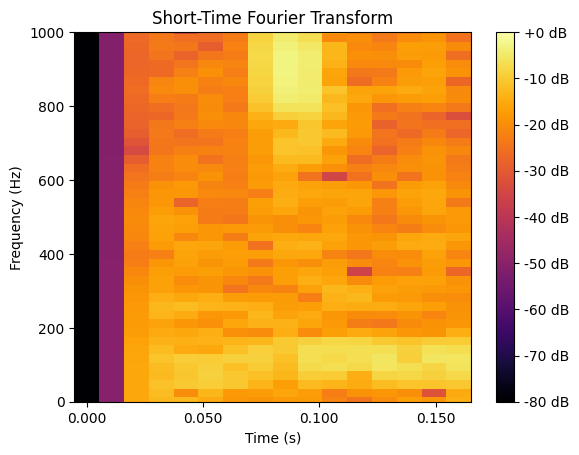 Short-Time Fourier Transform
1000
800
600
400
200
0
Frequency (Hz)
0.000
0.050
0.100
0.150
Time (s)
+0 dB
-10 dB
-20 dB
-30 dB
-40 dB
-50 dB
-60 dB
-70 dB
-80 dB